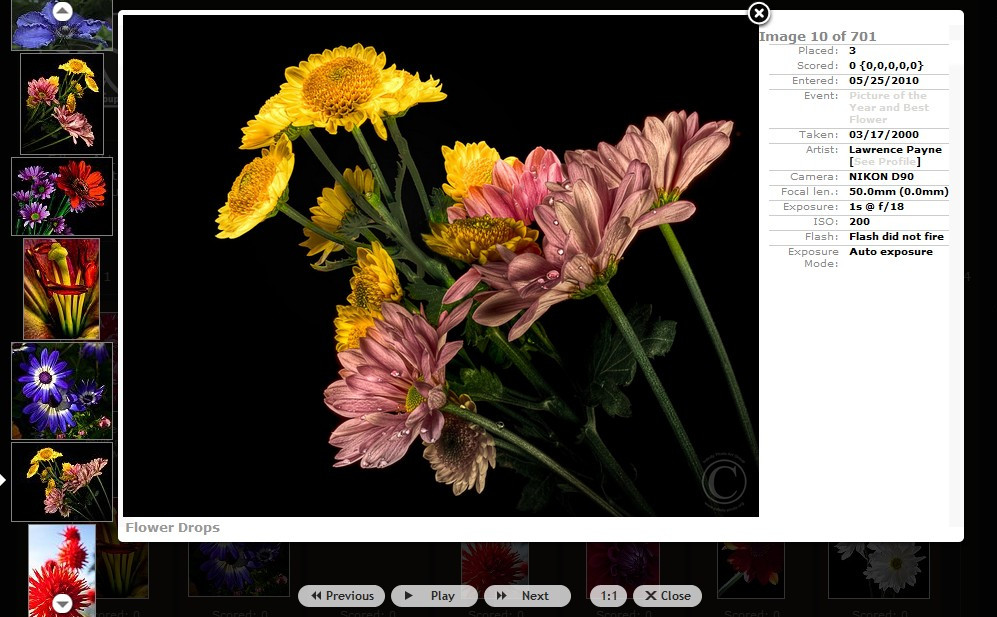 Image 10 of 701
Placed: 3
Scored: 0 {0,0,0,0,0}
Entered: 05/25/2010
Event: Picture of the
Year and Best
Flower
Taken: 03/17/2000
Artist: Lawrence Payne
[See Profile]
Camera: NIKON D90
Focal len.: 50.0mm (0.0mm)
Exposure: 1s @ f/18
ISO: 200
Flash: Flash did not fire
Exposure Auto exposure
Mode:
C
Flower Drops
Previous Play Next 1:1 Close
Scored: 0 Scored: 0 Scored: 0 Scored: 0 Scored: 0